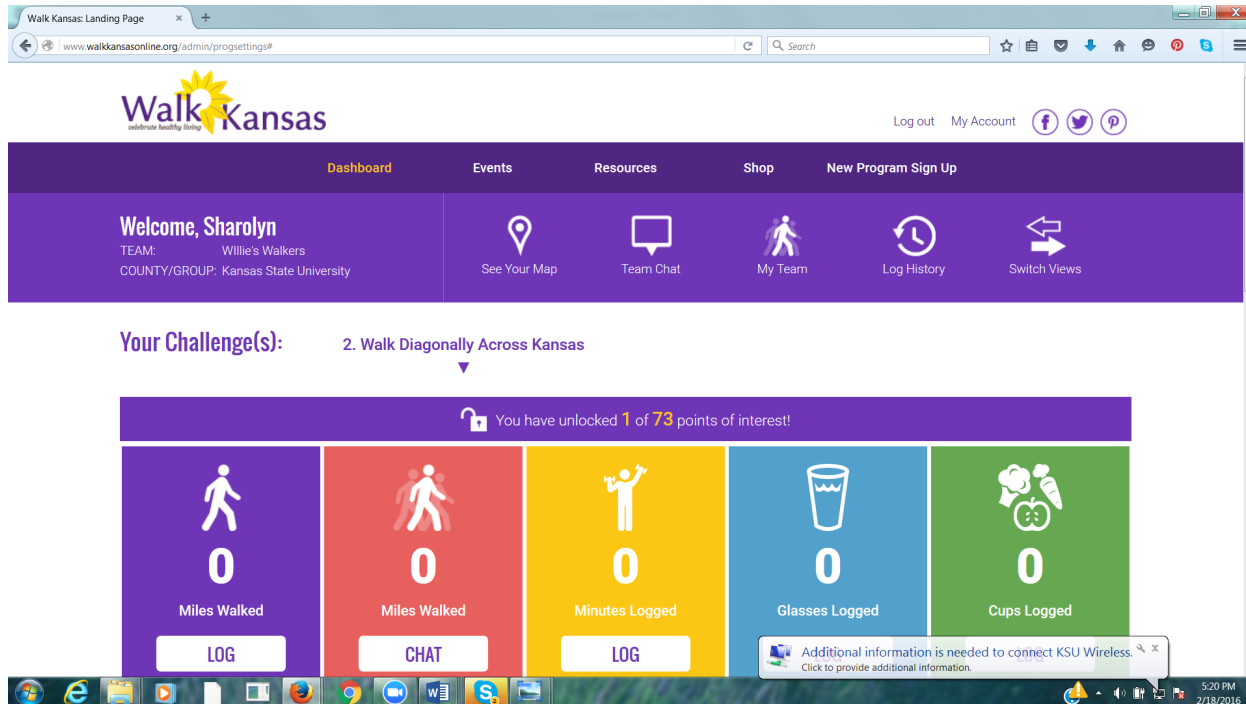 Walk Kansas: Landing Page
www.walkkansasonline.org/admin/progsettings#
Search
Walk Kansas
celebrate healthy living
Log out My Account
Dashboard Events Resources Shop New Program Sign Up
Welcome, Sharolyn
TEAM: WIllie's Walkers
COUNTY/GROUP: Kansas State University
See Your Map Team Chat My Team Log History Switch Views
Your Challenge(s): 2. Walk Diagonally Across Kansas
You have unlocked 1 of 73 points of interest!
0 0 0 0 0
Miles Walked Miles Walked Minutes Logged Glasses Logged Cups Logged
LOG CHAT LOG
Additional information is needed to connect KSU Wireless.
Click to provide additional information.
5:20 PM
2/18/2016